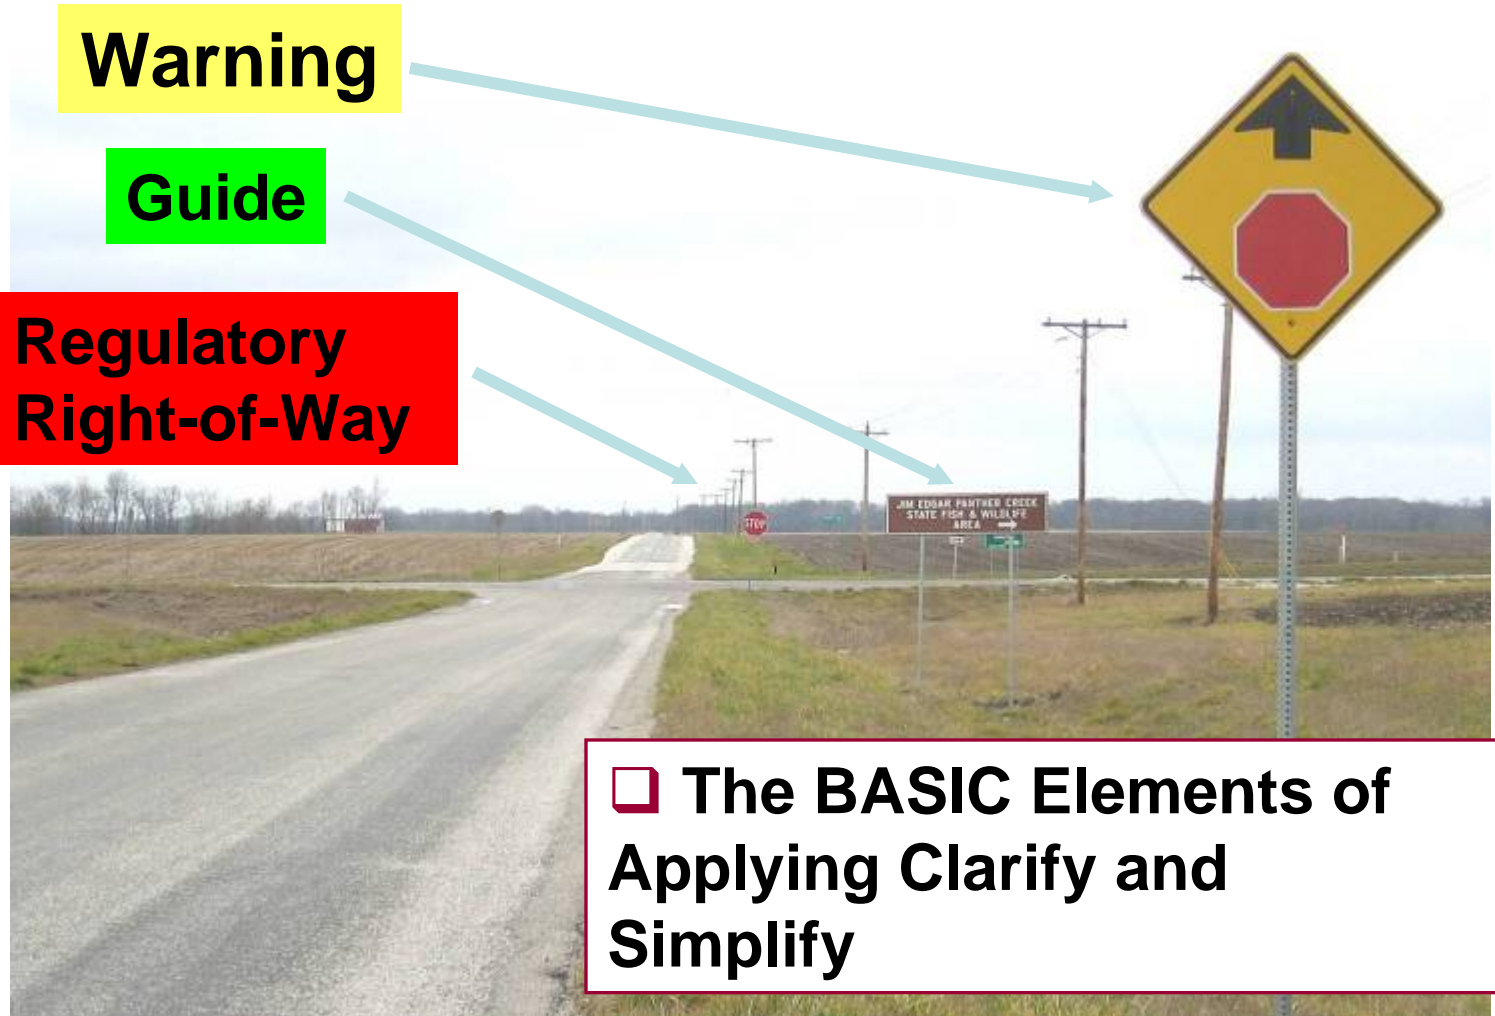 Warning
Guide
Regulatory
Right-of-Way
JIM EDGAR PANTHER CREEK
STATE FISH & WILDLIFE
AREA
STOP
The BASIC Elements of
Applying Clarify and
Simplify